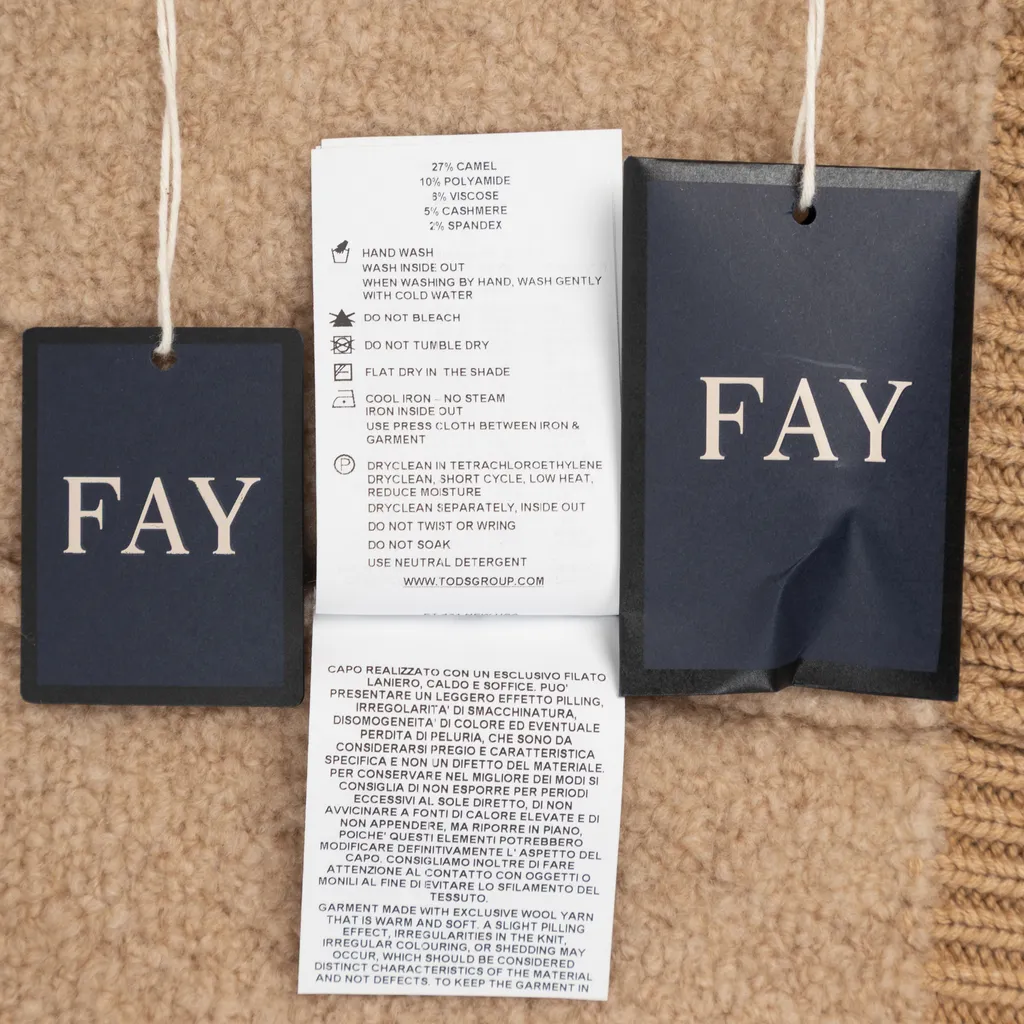 FAY
27% CAMEL
10% POLYAMIDE
8% VISCOSE
5% CASHMERE
2% SPANDEX
HAND WASH
WASH INSIDE OUT
WHEN WASHING BY HAND, WASH GENTLY
WITH COLD WATER
DO NOT BLEACH
DO NOT TUMBLE DRY
FLAT DRY IN THE SHADE
COOL IRON - NO STEAM
IRON INSIDE OUT
USE PRESS CLOTH BETWEEN IRON &
GARMENT
P
DRYCLEAN IN TETRACHLOROETHYLENE
DRYCLEAN, SHORT CYCLE, LOW HEAT,
REDUCE MOISTURE
DRYCLEAN SEPARATELY, INSIDE OUT
DO NOT TWIST OR WRING
DO NOT SOAK
USE NEUTRAL DETERGENT
WWW.TODSGROUP.COM
CAPO REALIZZATO CON UN ESCLUSIVO FILATO
LANIERO, CALDO E SOFFICE. PUO'
PRESENTARE UN LEGGERO EFFETTO PILLING,
IRREGOLARITA' DI SMACCHINATURA,
DISOMOGENEITA' DI COLORE ED EVENTUALE
PERDITA DI PELURIA, CHE SONO DA
CONSIDERARSI PREGIO E CARATTERISTICA
SPECIFICA E NON UN DIFETTO DEL MATERIALE.
PER CONSERVARE NEL MIGLIORE DEI MODI SI
CONSIGLIA DI NON ESPORRE PER PERIODI
ECCESSIVI AL SOLE DIRETTO, DI NON
AVVICINARE A FONTI DI CALORE ELEVATE E DI
NON APPENDERE, MA RIPORRE IN PIANO,
POICHE' QUESTI ELEMENTI POTREBBERO
MODIFICARE DEFINITIVAMENTE L' ASPETTO DEL
CAPO. CONSIGLIAMO INOLTRE DI FARE
ATTENZIONE AL CONTATTO CON OGGETTI O
MONILI AL FINE DI EVITARE LO SFILAMENTO DEL
TESSUTO.
GARMENT MADE WITH EXCLUSIVE WOOL YARN
THAT IS WARM AND SOFT. A SLIGHT PILLING
EFFECT, IRREGULARITIES IN THE KNIT,
IRREGULAR COLOURING, OR SHEDDING MAY
OCCUR, WHICH SHOULD BE CONSIDERED
DISTINCT CHARACTERISTICS OF THE MATERIAL
AND NOT DEFECTS. TO KEEP THE GARMENT IN
FAY